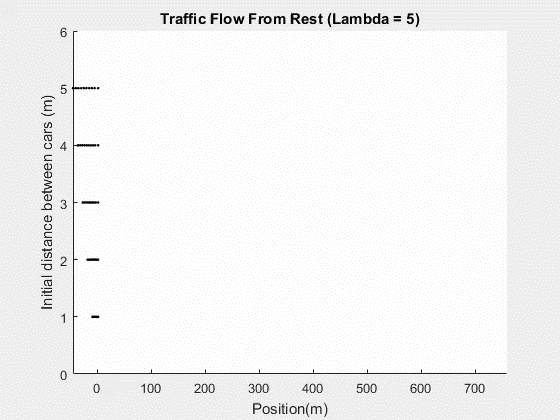 Traffic Flow From Rest (Lambda = 5)
6
5
4
3
2
1
0
Initial distance between cars (m)
0 100 200 300 400 500 600 700
Position(m)